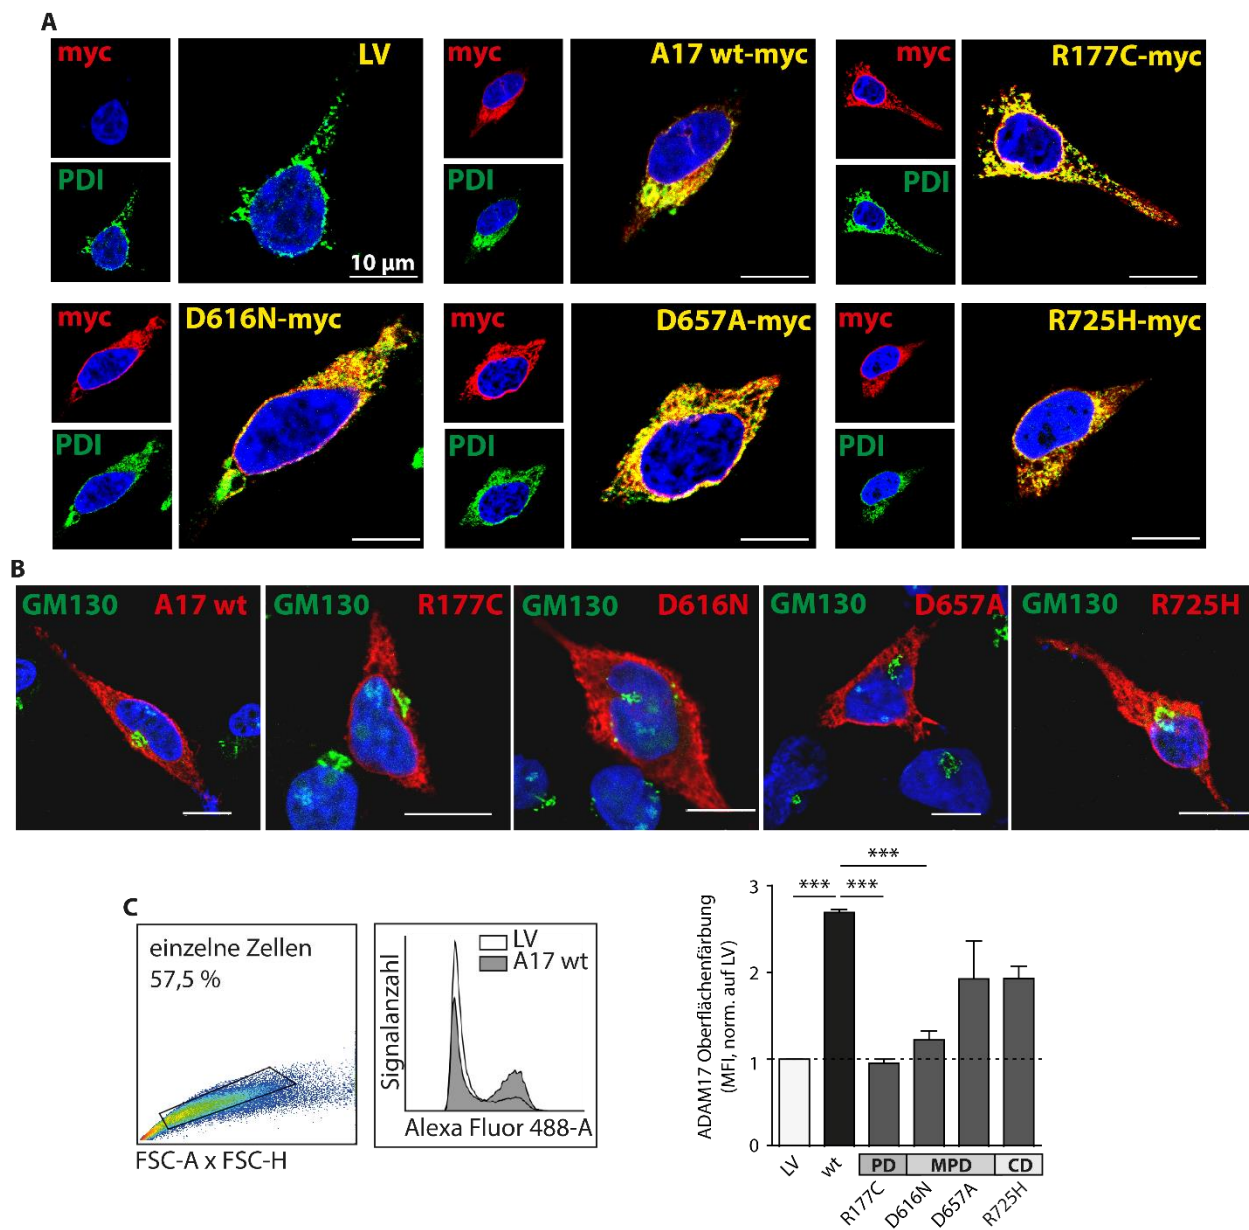 A
myc
LV
PDI
10 µm
myc
A17 wt-myc
PDI
myc
R177C-myc
PDI
myc
D616N-myc
PDI
myc
D657A-myc
PDI
myc
R725H-myc
PDI
B
GM130 A17 wt
GM130 R177C
GM130 D616N
GM130 D657A
GM130 R725H
C
einzelne Zellen
57,5 %
FSC-A x FSC-H
Signalanzahl
LV
A17 wt
Alexa Fluor 488-A
ADAM17 Oberflächenfärbung
(MFI, norm. auf LV)
3
2
1
0
***
*** ***
LV
wt
PD MPD CD
R177C
D616N
D657A
R725H